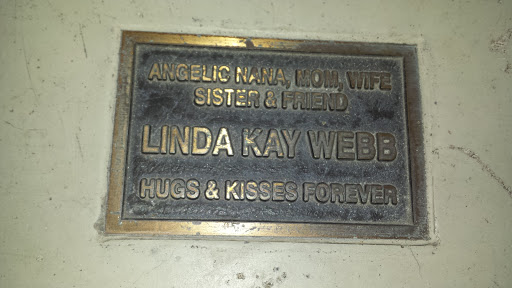 ANGELIC NANA, MOM, WIFE
SISTER & FRIEND
LINDA KAY WEBB
HUGS & KISSES FOREVER